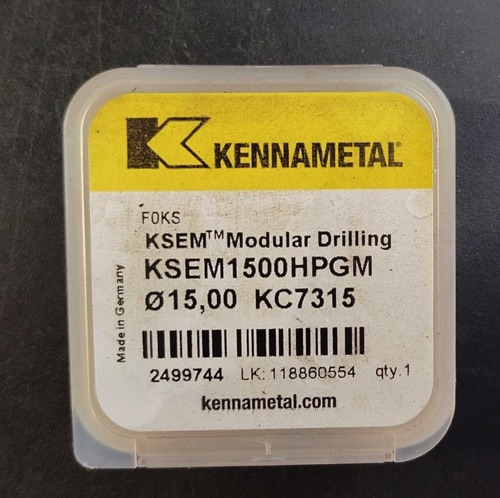 KENNAMETAL
F0KS
KSEM™ Modular Drilling
KSEM1500HPGM
Ø15,00 KC7315
Made in Germany
2499744 LK: 118860554 qty.1
kennametal.com